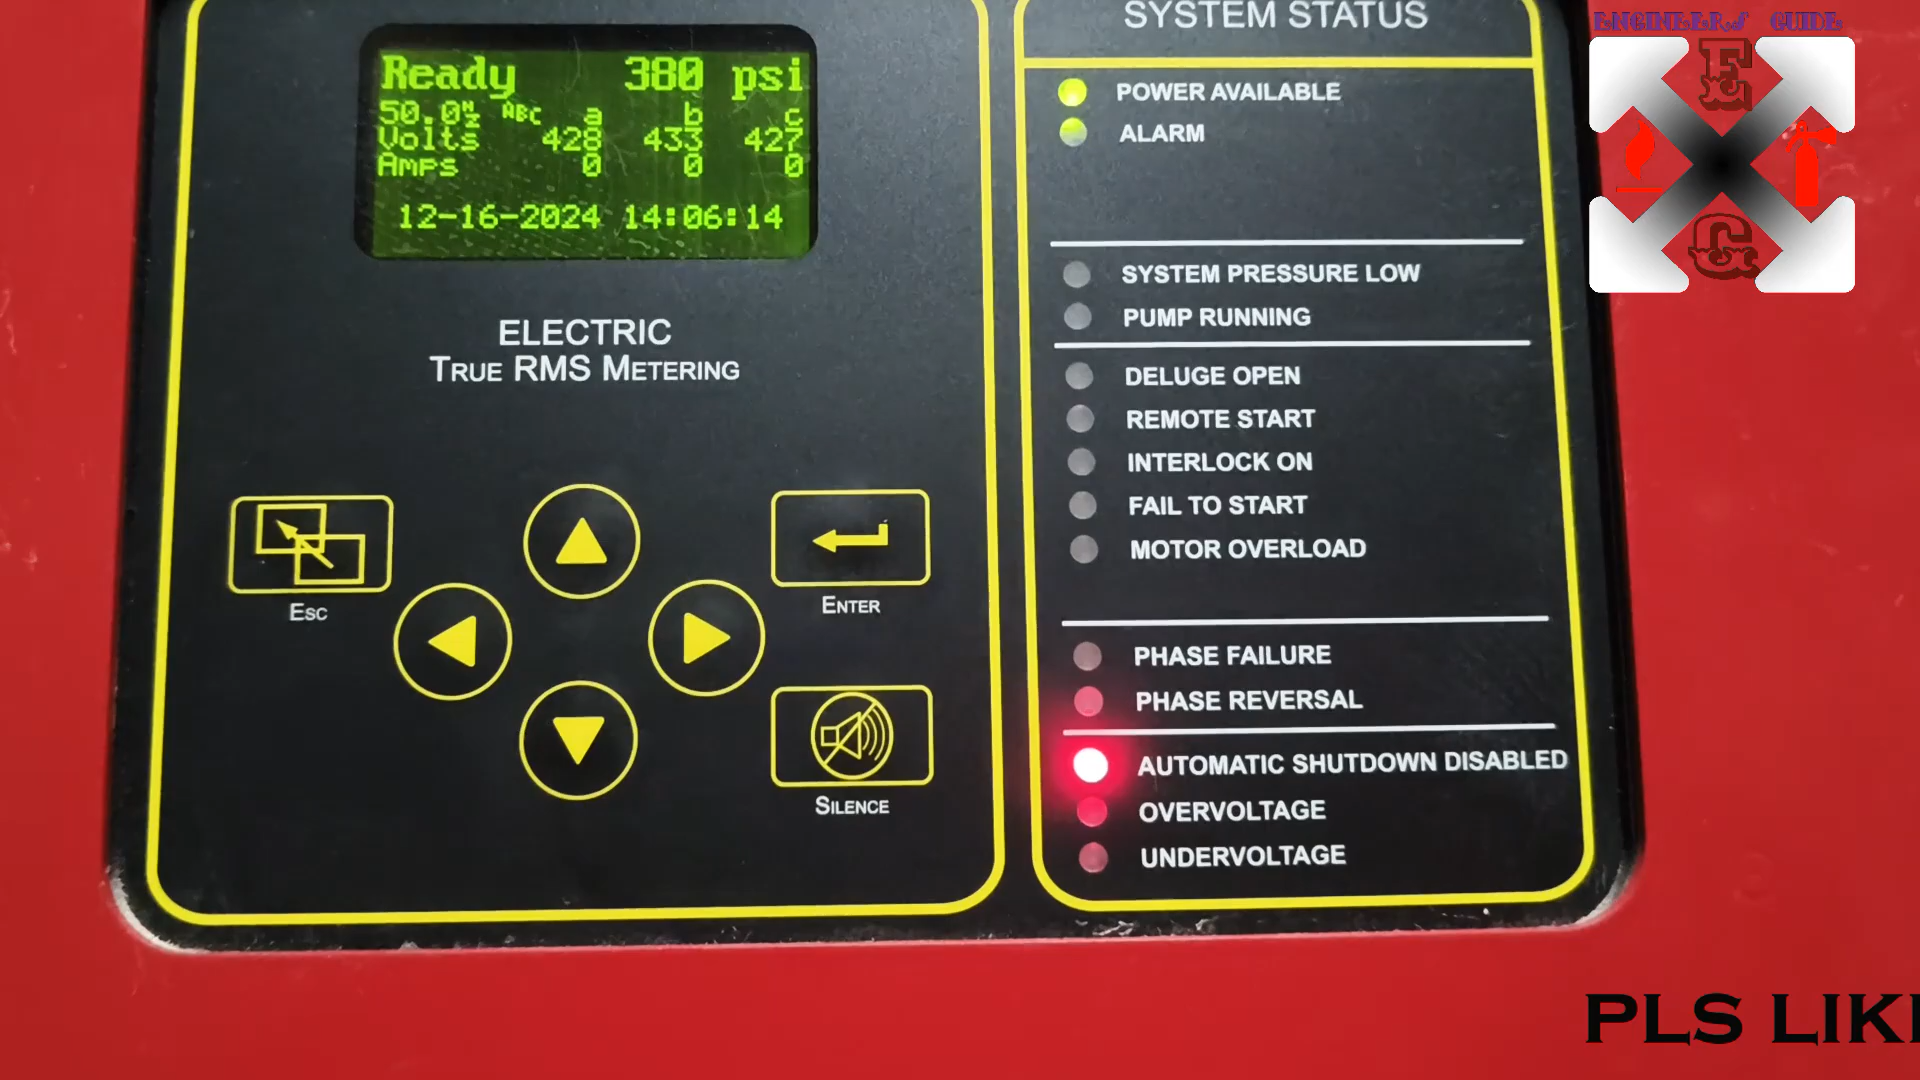 Ready 380 psi
50.0Hz ABC a b c
Volts 428 433 427
Amps 0 0 0
12-16-2024 14:06:14
ELECTRIC
TRUE RMS METERING
ESC
ENTER
SILENCE
SYSTEM STATUS
POWER AVAILABLE
ALARM
SYSTEM PRESSURE LOW
PUMP RUNNING
DELUGE OPEN
REMOTE START
INTERLOCK ON
FAIL TO START
MOTOR OVERLOAD
PHASE FAILURE
PHASE REVERSAL
AUTOMATIC SHUTDOWN DISABLED
OVERVOLTAGE
UNDERVOLTAGE
ENGINEERS GUIDE
E
G
PLS LIK